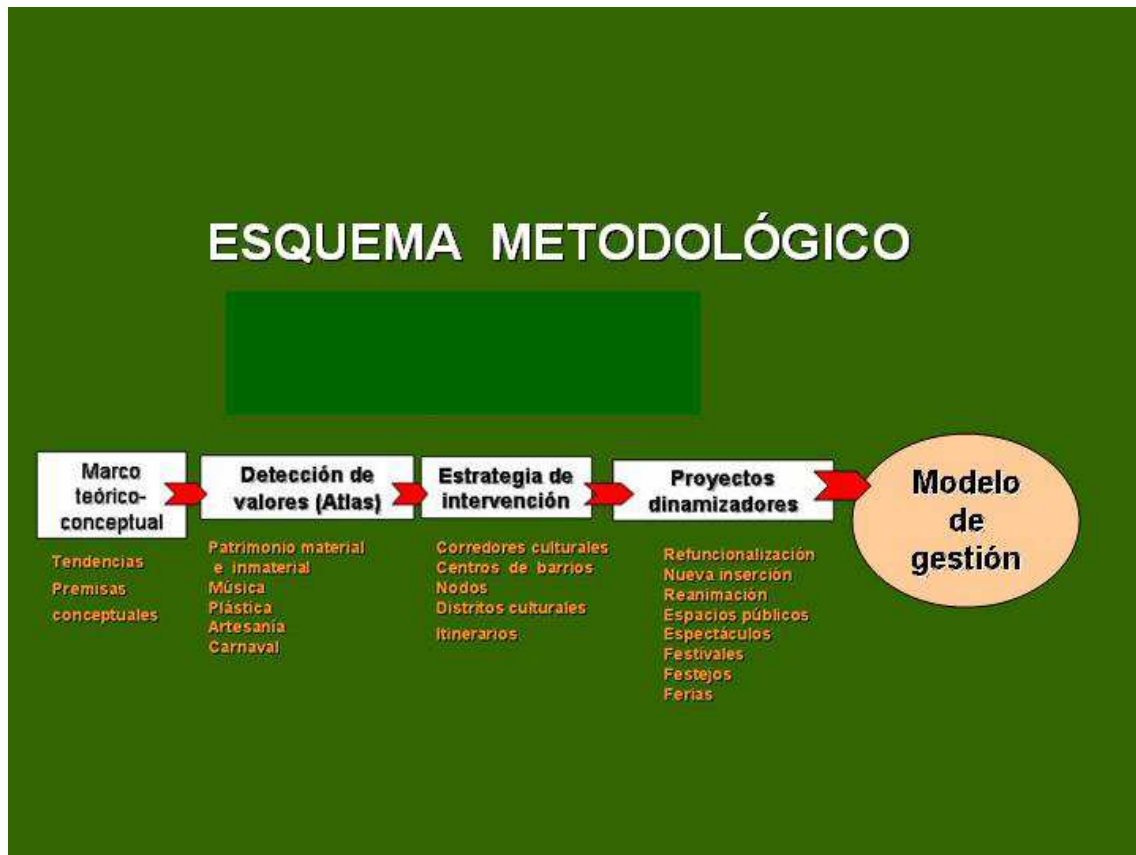 ESQUEMA METODOLÓGICO
Marco
teórico-
conceptual
Tendencias
Premisas
conceptuales
Detección de
valores (Atlas)
Patrimonio material
e inmaterial
Música
Plástica
Artesanía
Carnaval
Estrategia de
intervención
Corredores culturales
Centros de barrios
Nodos
Distritos culturales
Itinerarios
Proyectos
dinamizadores
Refuncionalización
Nueva inserción
Reanimación
Espacios públicos
Espectáculos
Festivales
Festejos
Ferias
Modelo
de
gestión